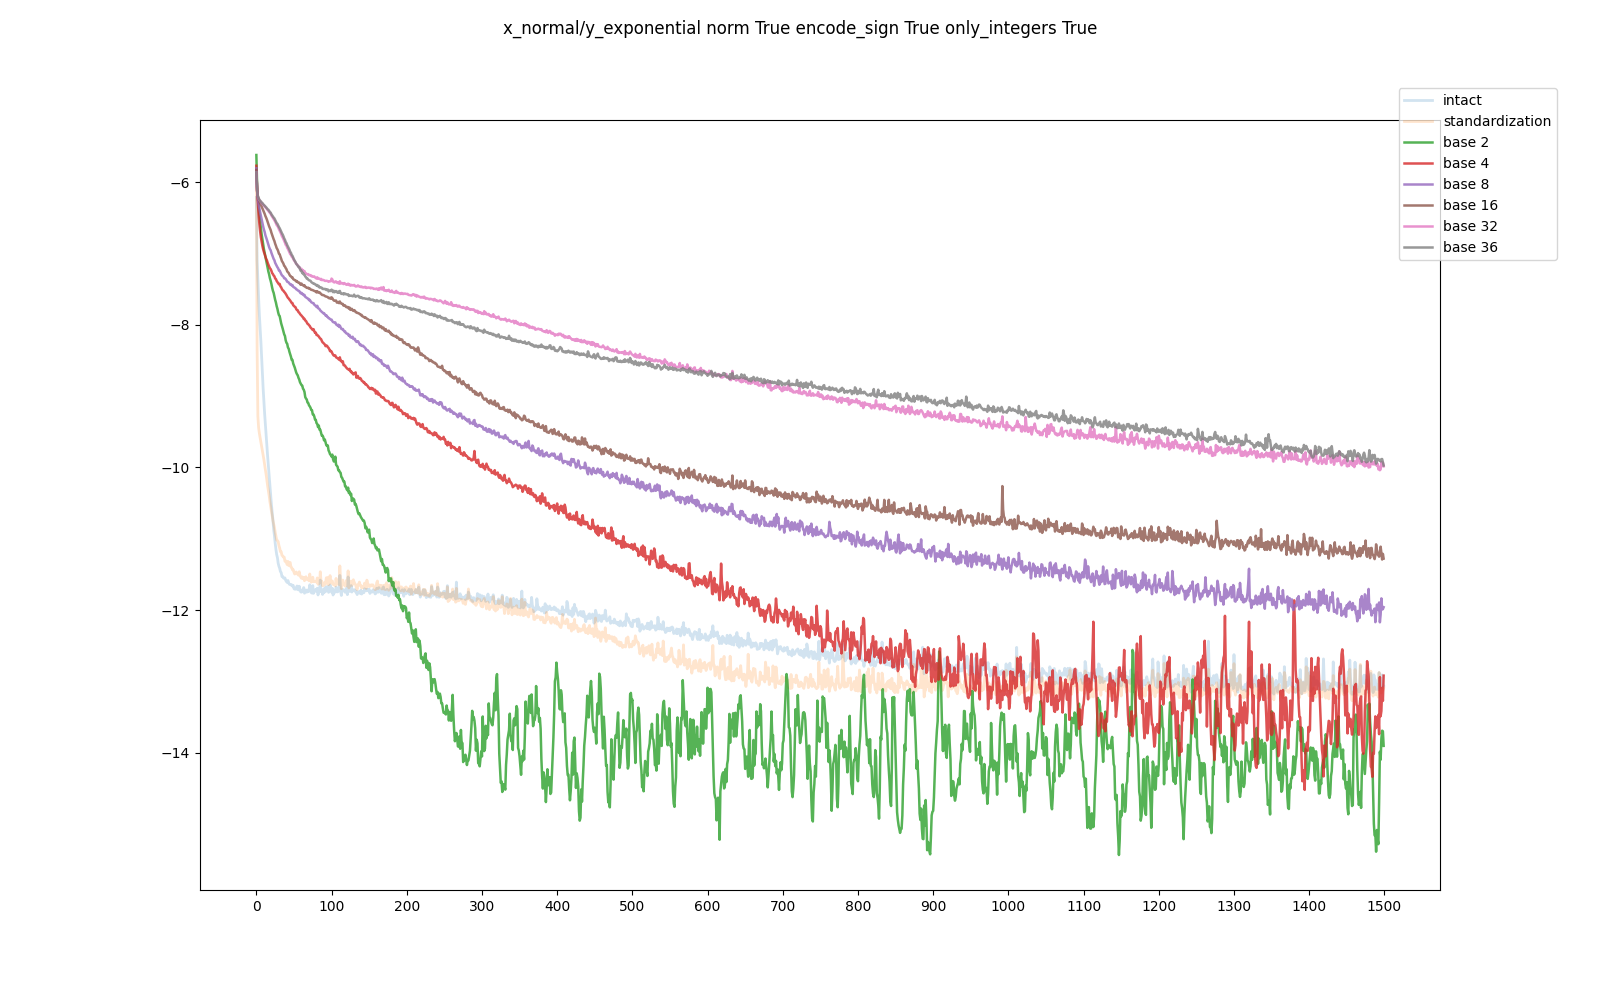 x_normal/y_exponential norm True encode_sign True only_integers True
intact
standardization
base 2
base 4
base 8
base 16
base 32
base 36
−6
−8
−10
−12
−14
0 100 200 300 400 500 600 700 800 900 1000 1100 1200 1300 1400 1500